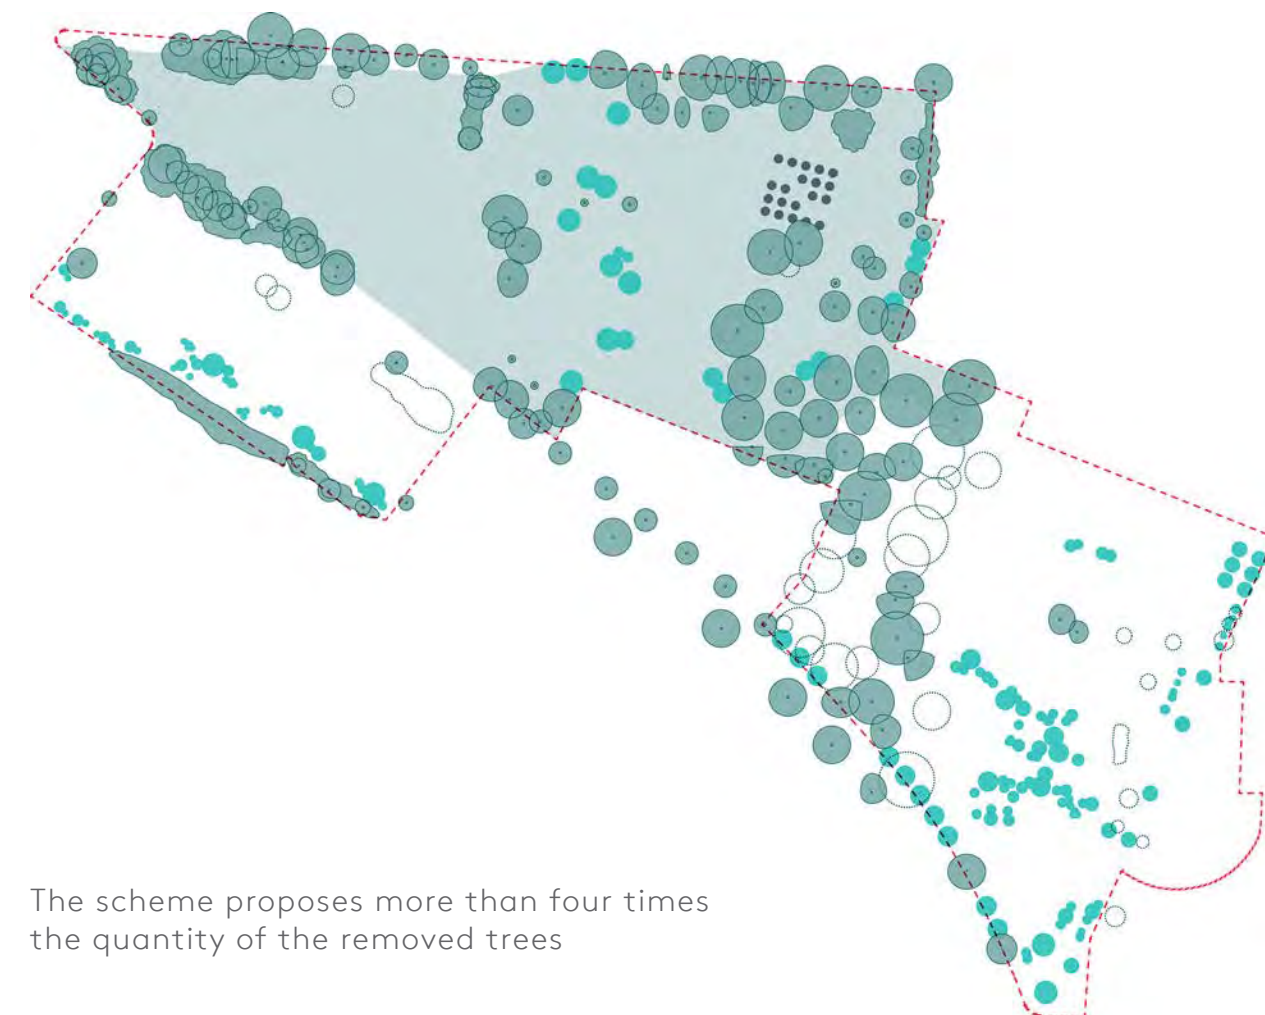 The scheme proposes more than four times
the quantity of the removed trees